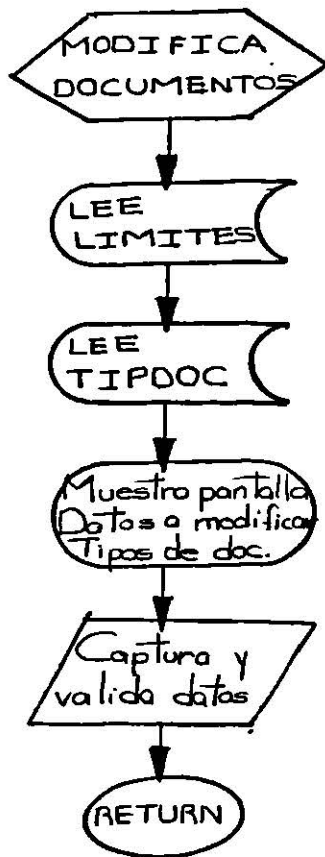 MODIFICA
DOCUMENTOS
LEE
LIMITES
LEE
TIPDOC
Muestro pantalla
Datos a modificar
Tipos de doc.
Captura y
valida datos
RETURN